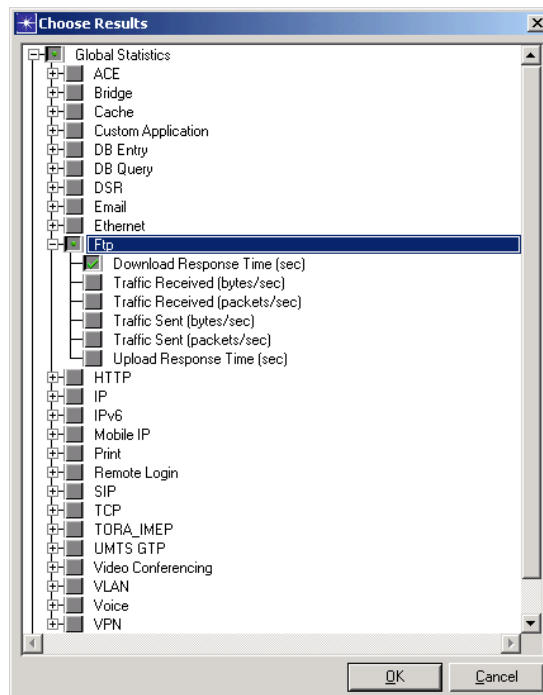 Choose Results
Global Statistics
ACE
Bridge
Cache
Custom Application
DB Entry
DB Query
DSR
Email
Ethernet
Ftp
Download Response Time (sec)
Traffic Received (bytes/sec)
Traffic Received (packets/sec)
Traffic Sent (bytes/sec)
Traffic Sent (packets/sec)
Upload Response Time (sec)
HTTP
IP
IPv6
Mobile IP
Print
Remote Login
SIP
TCP
TORA_IMEP
UMTS GTP
Video Conferencing
VLAN
Voice
VPN
OK Cancel